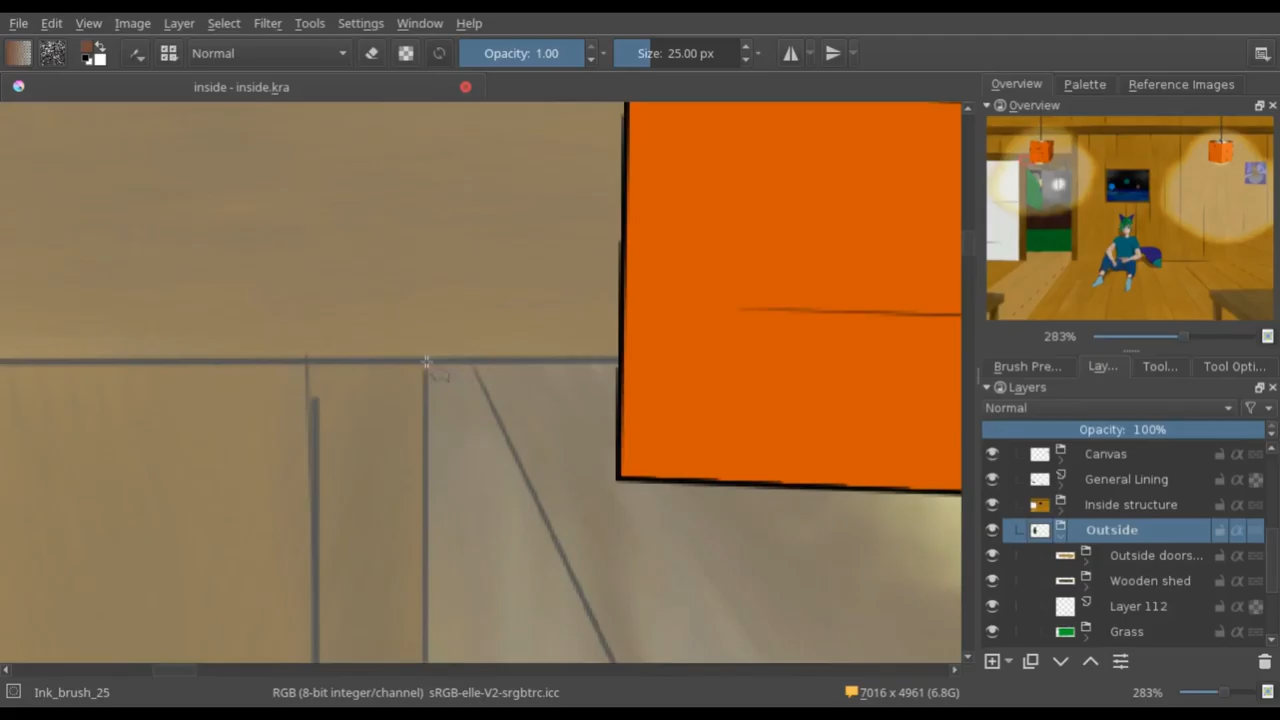 File Edit View Image Layer Select Filter Tools Settings Window Help
Normal Opacity: 1.00 Size: 25.00 px
inside - inside.kra
Overview Palette Reference Images
Overview
283%
Brush Pre... Lay... Tool... Tool Opti...
Layers
Normal
Opacity: 100%
Canvas
General Lining
Inside structure
Outside
Outside doors...
Wooden shed
Layer 112
Grass
Ink_brush_25 RGB (8-bit integer/channel) sRGB-elle-V2-srgbtrc.icc 7016 x 4961 (6.8G) 283%